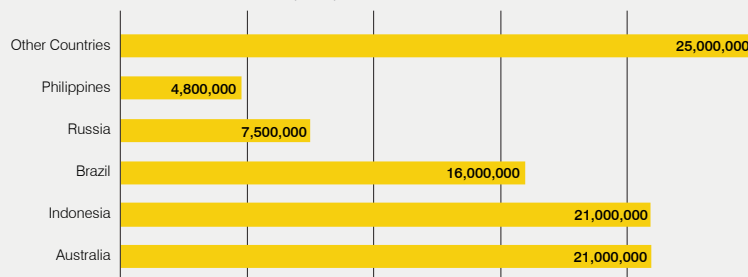 Other Countries 25,000,000
Philippines 4,800,000
Russia 7,500,000
Brazil 16,000,000
Indonesia 21,000,000
Australia 21,000,000